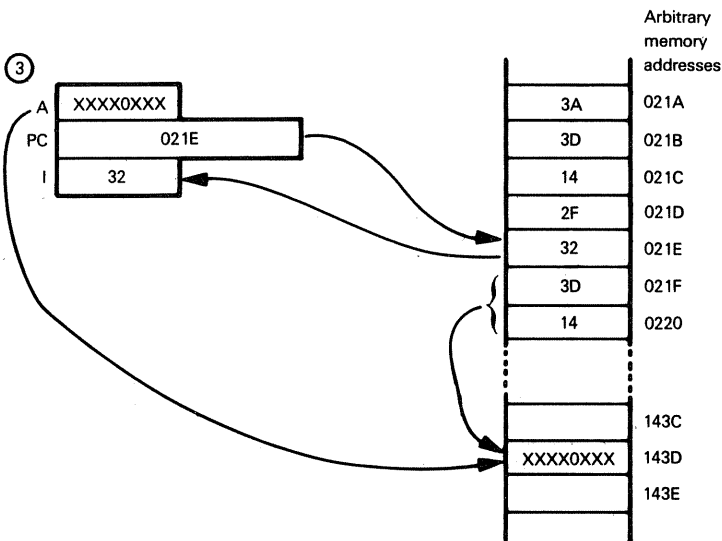 Arbitrary
memory
addresses
3
A XXXX0XXX
PC 021E
I 32
3A 021A
3D 021B
14 021C
2F 021D
32 021E
3D 021F
14 0220
143C
XXXX0XXX 143D
143E